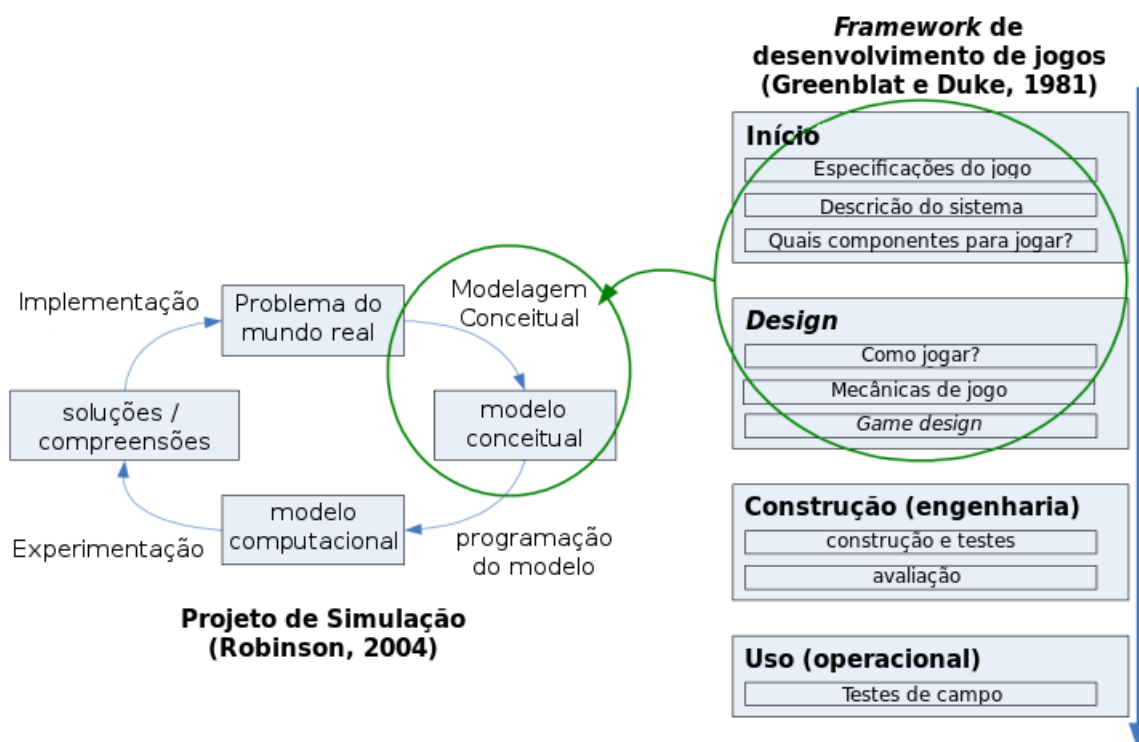 Framework de
desenvolvimento de jogos
(Greenblat e Duke, 1981)
Início
Especificações do jogo
Descricão do sistema
Quais componentes para jogar?
Design
Como jogar?
Mecânicas de jogo
Game design
Construção (engenharia)
construção e testes
avaliação
Uso (operacional)
Testes de campo
Implementação
Problema do
mundo real
Modelagem
Conceitual
soluções /
compreensões
modelo
conceitual
modelo
computacional
Experimentação
programação
do modelo
Projeto de Simulação
(Robinson, 2004)